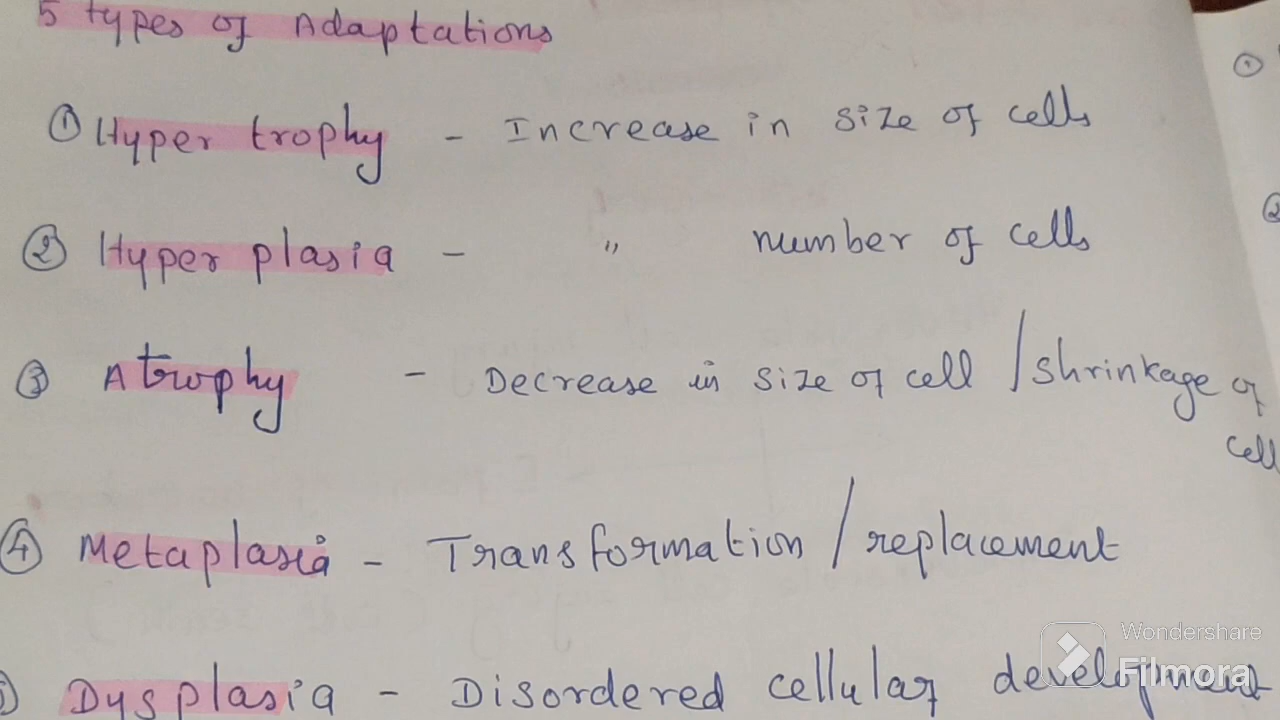 5 types of Adaptations
① Hyper trophy - Increase in size of cells
② Hyper plasia - " number of cells
③ Atrophy - Decrease in size of cell / shrinkage of
cell
④ Metaplasia - Transformation / replacement
Dysplasia - Disordered cellular development
Wondershare
Filmora